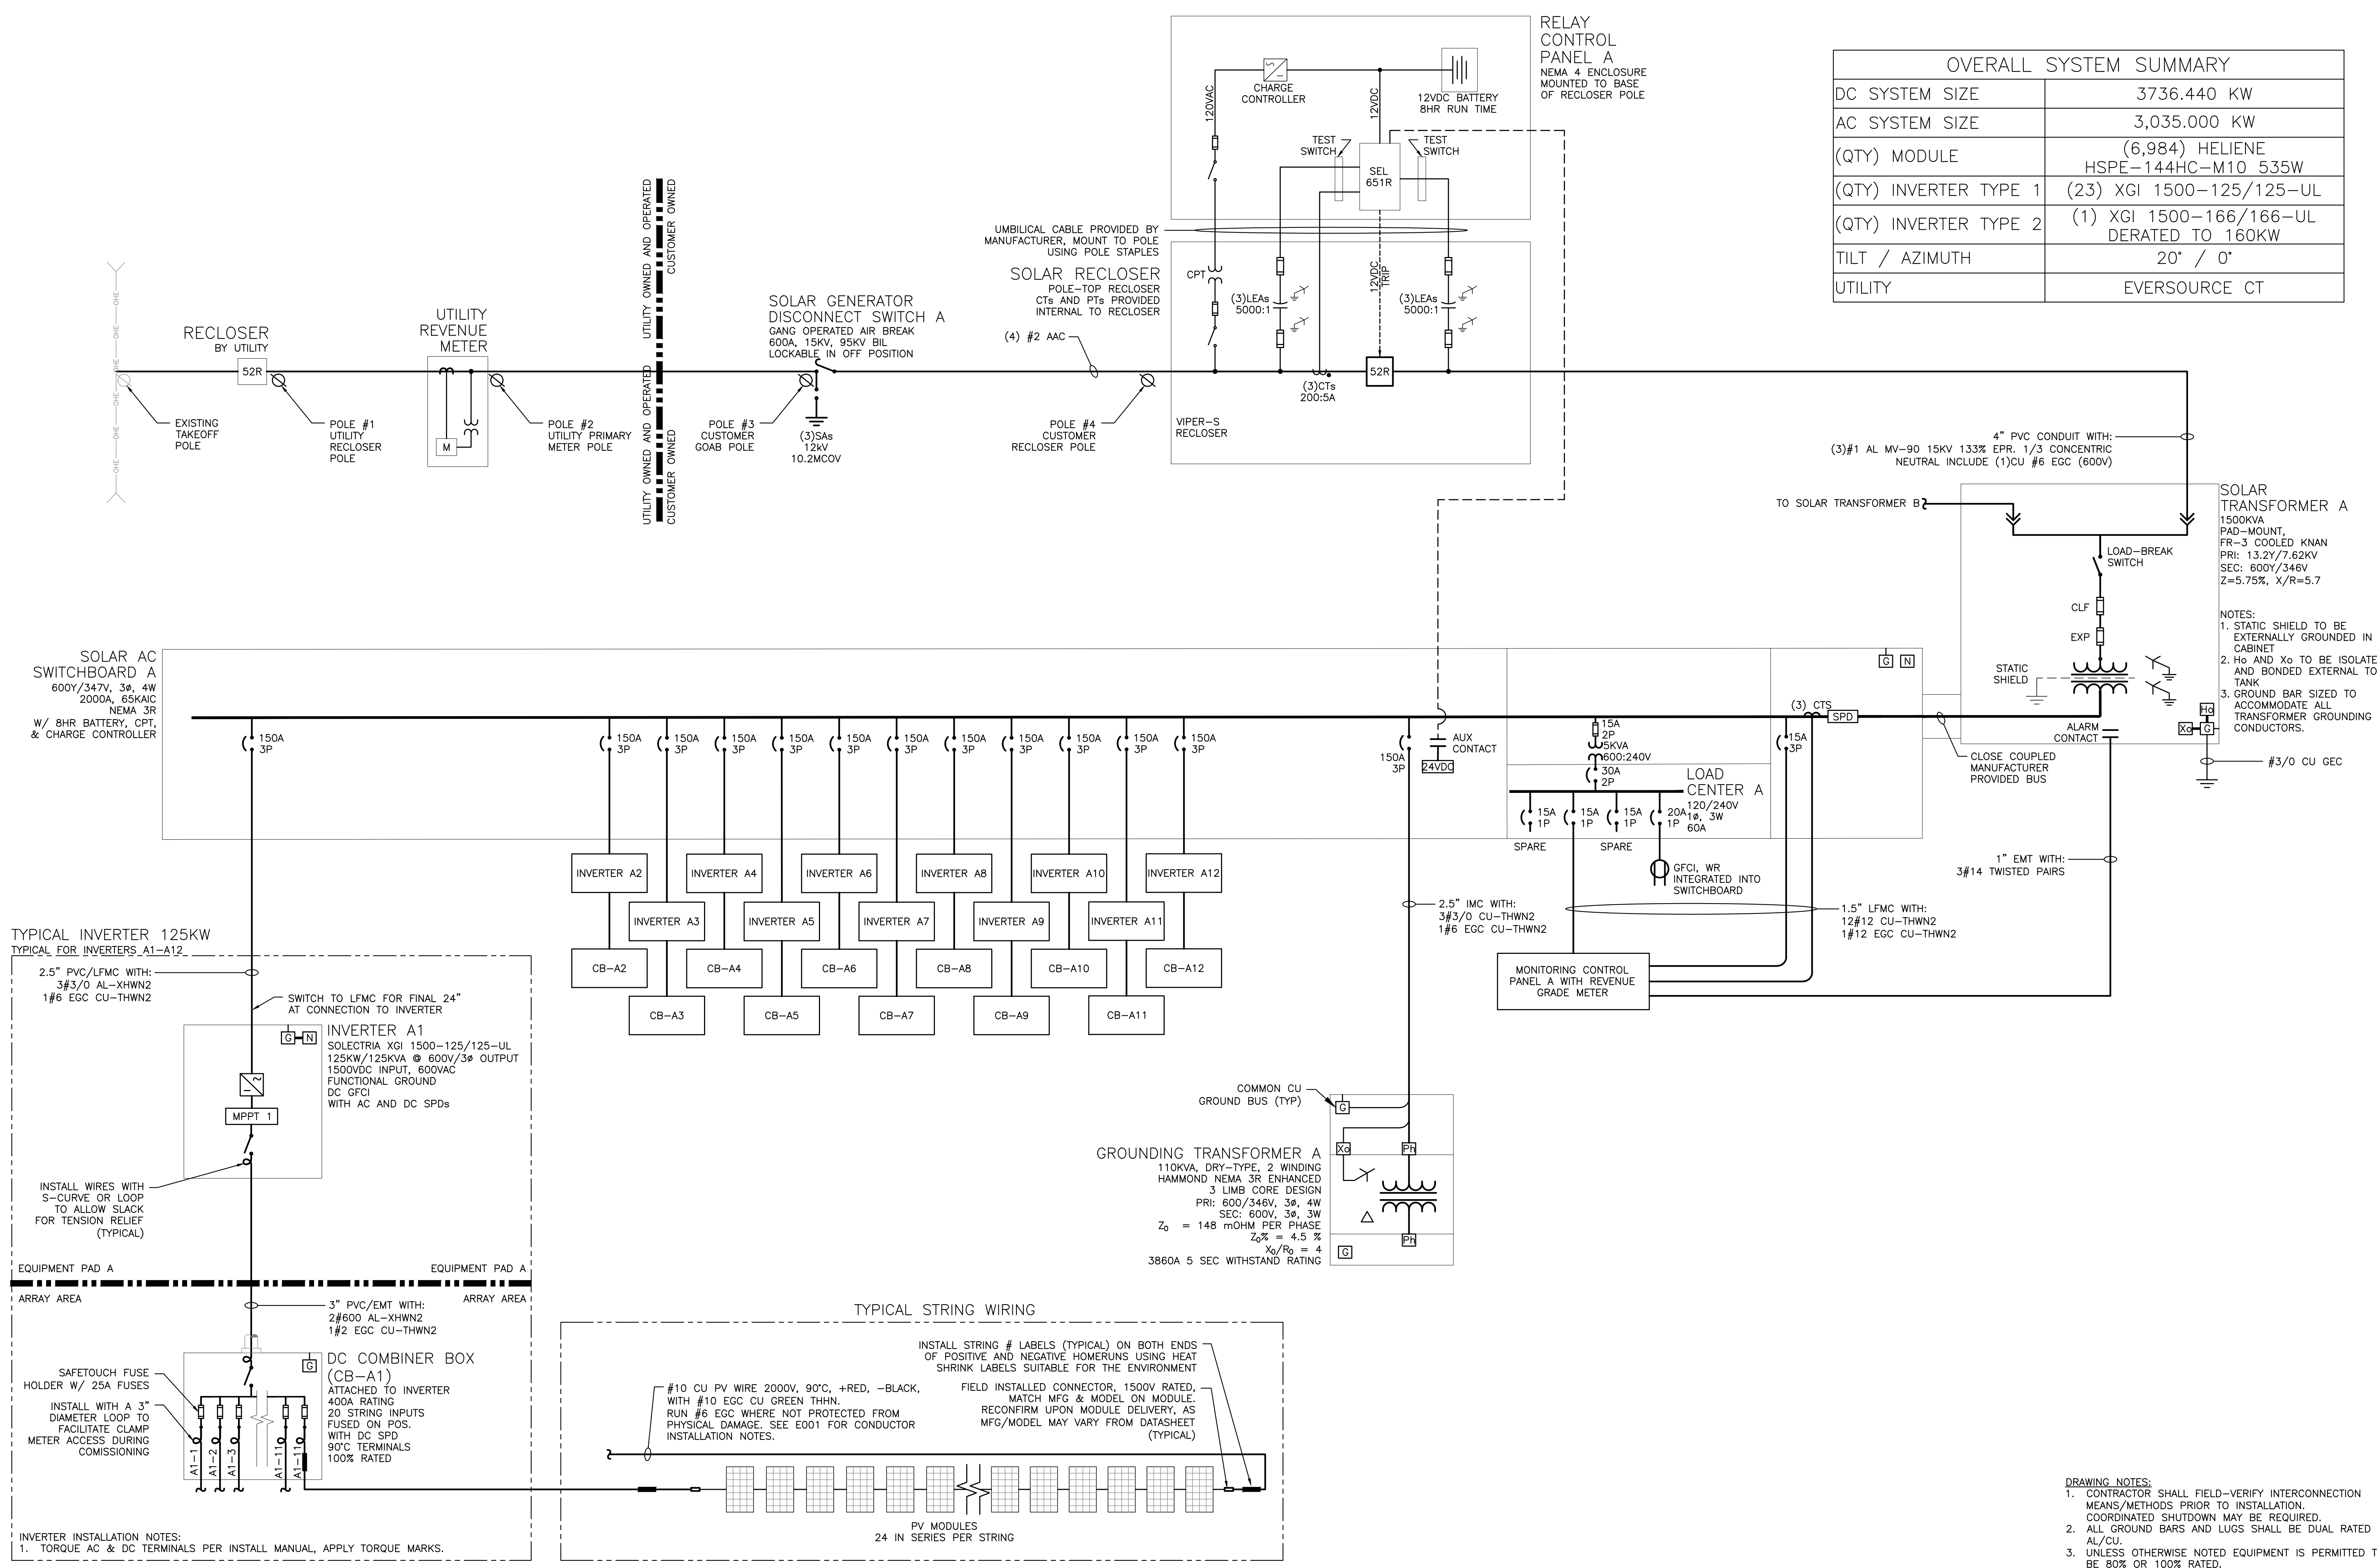 RELAY
CONTROL
PANEL A
NEMA 4 ENCLOSURE
MOUNTED TO BASE
OF RECLOSER POLE
120VAC
CHARGE
CONTROLLER
12VDC
12VDC BATTERY
8HR RUN TIME
TEST
SWITCH
TEST
SWITCH
SEL
651R
OVERALL SYSTEM SUMMARY
DC SYSTEM SIZE 3736.440 KW
AC SYSTEM SIZE 3,035.000 KW
(QTY) MODULE (6,984) HELIENE
HSPE-144HC-M10 535W
(QTY) INVERTER TYPE 1 (23) XGI 1500-125/125-UL
(QTY) INVERTER TYPE 2 (1) XGI 1500-166/166-UL
DERATED TO 160KW
TILT / AZIMUTH 20° / 0°
UTILITY EVERSOURCE CT
UMBILICAL CABLE PROVIDED BY
MANUFACTURER, MOUNT TO POLE
USING POLE STAPLES
SOLAR RECLOSER
POLE-TOP RECLOSER
CTs AND PTs PROVIDED
INTERNAL TO RECLOSER
CPT
(3)LEAs
5000:1
12VDC
TRIP
(3)LEAs
5000:1
(4) #2 AAC
(3)CTs
200:5A
52R
VIPER-S
RECLOSER
OHE
OHE
OHE
OHE
OHE
RECLOSER
BY UTILITY
52R
UTILITY
REVENUE
METER
M
UTILITY OWNED AND OPERATED
CUSTOMER OWNED
UTILITY OWNED AND OPERATED
CUSTOMER OWNED
SOLAR GENERATOR
DISCONNECT SWITCH A
GANG OPERATED AIR BREAK
600A, 15KV, 95KV BIL
LOCKABLE IN OFF POSITION
EXISTING
TAKEOFF
POLE
POLE #1
UTILITY
RECLOSER
POLE
POLE #2
UTILITY PRIMARY
METER POLE
POLE #3
CUSTOMER
GOAB POLE
(3)SAs
12kV
10.2MCOV
POLE #4
CUSTOMER
RECLOSER POLE
4" PVC CONDUIT WITH:
(3)#1 AL MV-90 15KV 133% EPR. 1/3 CONCENTRIC
NEUTRAL INCLUDE (1)CU #6 EGC (600V)
TO SOLAR TRANSFORMER B
SOLAR
TRANSFORMER A
1500KVA
PAD-MOUNT,
FR-3 COOLED KNAN
PRI: 13.2Y/7.62KV
SEC: 600Y/346V
Z=5.75%, X/R=5.7
LOAD-BREAK
SWITCH
CLF
EXP
STATIC
SHIELD
NOTES:
1. STATIC SHIELD TO BE
EXTERNALLY GROUNDED IN
CABINET
2. Ho AND Xo TO BE ISOLATE
AND BONDED EXTERNAL TO
TANK
3. GROUND BAR SIZED TO
ACCOMMODATE ALL
TRANSFORMER GROUNDING
CONDUCTORS.
Ho
Xo
G
ALARM
CONTACT
#3/0 CU GEC
CLOSE COUPLED
MANUFACTURER
PROVIDED BUS
SOLAR AC
SWITCHBOARD A
600Y/347V, 3ø, 4W
2000A, 65KAIC
NEMA 3R
W/ 8HR BATTERY, CPT,
& CHARGE CONTROLLER
150A
3P
150A
3P
150A
3P
150A
3P
150A
3P
150A
3P
150A
3P
150A
3P
150A
3P
150A
3P
150A
3P
150A
3P
150A
3P
AUX
CONTACT
24VDC
15A
2P
5KVA
600:240V
30A
2P
LOAD
CENTER A
120/240V
1ø, 3W
60A
15A
1P
15A
1P
15A
1P
20A
1P
SPARE
SPARE
GFCI, WR
INTEGRATED INTO
SWITCHBOARD
15A
3P
(3) CTS
SPD
G
N
INVERTER A2
INVERTER A4
INVERTER A6
INVERTER A8
INVERTER A10
INVERTER A12
INVERTER A3
INVERTER A5
INVERTER A7
INVERTER A9
INVERTER A11
CB-A2
CB-A4
CB-A6
CB-A8
CB-A10
CB-A12
CB-A3
CB-A5
CB-A7
CB-A9
CB-A11
2.5" IMC WITH:
3#3/0 CU-THWN2
1#6 EGC CU-THWN2
1.5" LFMC WITH:
12#12 CU-THWN2
1#12 EGC CU-THWN2
1" EMT WITH:
3#14 TWISTED PAIRS
MONITORING CONTROL
PANEL A WITH REVENUE
GRADE METER
TYPICAL INVERTER 125KW
TYPICAL FOR INVERTERS A1-A12
2.5" PVC/LFMC WITH:
3#3/0 AL-XHWN2
1#6 EGC CU-THWN2
SWITCH TO LFMC FOR FINAL 24"
AT CONNECTION TO INVERTER
G
N
INVERTER A1
SOLECTRIA XGI 1500-125/125-UL
125KW/125KVA @ 600V/3ø OUTPUT
1500VDC INPUT, 600VAC
FUNCTIONAL GROUND
DC GFCI
WITH AC AND DC SPDs
MPPT 1
INSTALL WIRES WITH
S-CURVE OR LOOP
TO ALLOW SLACK
FOR TENSION RELIEF
(TYPICAL)
EQUIPMENT PAD A
EQUIPMENT PAD A
ARRAY AREA
ARRAY AREA
3" PVC/EMT WITH:
2#600 AL-XHWN2
1#2 EGC CU-THWN2
G
DC COMBINER BOX
(CB-A1)
ATTACHED TO INVERTER
400A RATING
20 STRING INPUTS
FUSED ON POS.
WITH DC SPD
90°C TERMINALS
100% RATED
SAFETOUCH FUSE
HOLDER W/ 25A FUSES
INSTALL WITH A 3"
DIAMETER LOOP TO
FACILITATE CLAMP
METER ACCESS DURING
COMISSIONING
A1-1
A1-2
A1-3
A1-11
A1-11
INVERTER INSTALLATION NOTES:
1. TORQUE AC & DC TERMINALS PER INSTALL MANUAL, APPLY TORQUE MARKS.
COMMON CU
GROUND BUS (TYP)
G
Xo
Ph
GROUNDING TRANSFORMER A
110KVA, DRY-TYPE, 2 WINDING
HAMMOND NEMA 3R ENHANCED
3 LIMB CORE DESIGN
PRI: 600/346V, 3ø, 4W
SEC: 600V, 3ø, 3W
Z0 = 148 mOHM PER PHASE
Z0% = 4.5 %
X0/R0 = 4
3860A 5 SEC WITHSTAND RATING
Ph
G
TYPICAL STRING WIRING
INSTALL STRING # LABELS (TYPICAL) ON BOTH ENDS
OF POSITIVE AND NEGATIVE HOMERUNS USING HEAT
SHRINK LABELS SUITABLE FOR THE ENVIRONMENT
#10 CU PV WIRE 2000V, 90°C, +RED, -BLACK,
WITH #10 EGC CU GREEN THHN.
RUN #6 EGC WHERE NOT PROTECTED FROM
PHYSICAL DAMAGE. SEE E001 FOR CONDUCTOR
INSTALLATION NOTES.
FIELD INSTALLED CONNECTOR, 1500V RATED,
MATCH MFG & MODEL ON MODULE.
RECONFIRM UPON MODULE DELIVERY, AS
MFG/MODEL MAY VARY FROM DATASHEET
(TYPICAL)
PV MODULES
24 IN SERIES PER STRING
DRAWING NOTES:
1. CONTRACTOR SHALL FIELD-VERIFY INTERCONNECTION
MEANS/METHODS PRIOR TO INSTALLATION.
COORDINATED SHUTDOWN MAY BE REQUIRED.
2. ALL GROUND BARS AND LUGS SHALL BE DUAL RATED
AL/CU.
3. UNLESS OTHERWISE NOTED EQUIPMENT IS PERMITTED T
BE 80% OR 100% RATED.